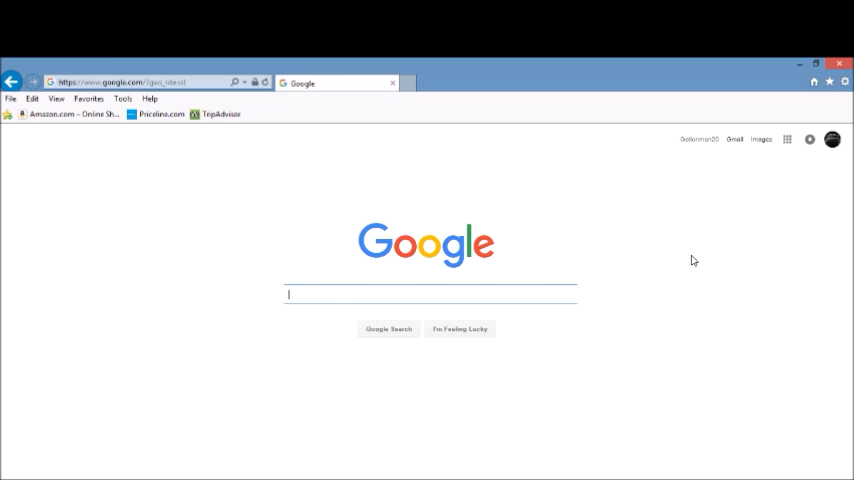 https://www.google.com/?gws_rd=ssl
Google
File Edit View Favorites Tools Help
Amazon.com – Online Sh... Priceline.com TripAdvisor
Gmail Images
Google
Google Search I'm Feeling Lucky